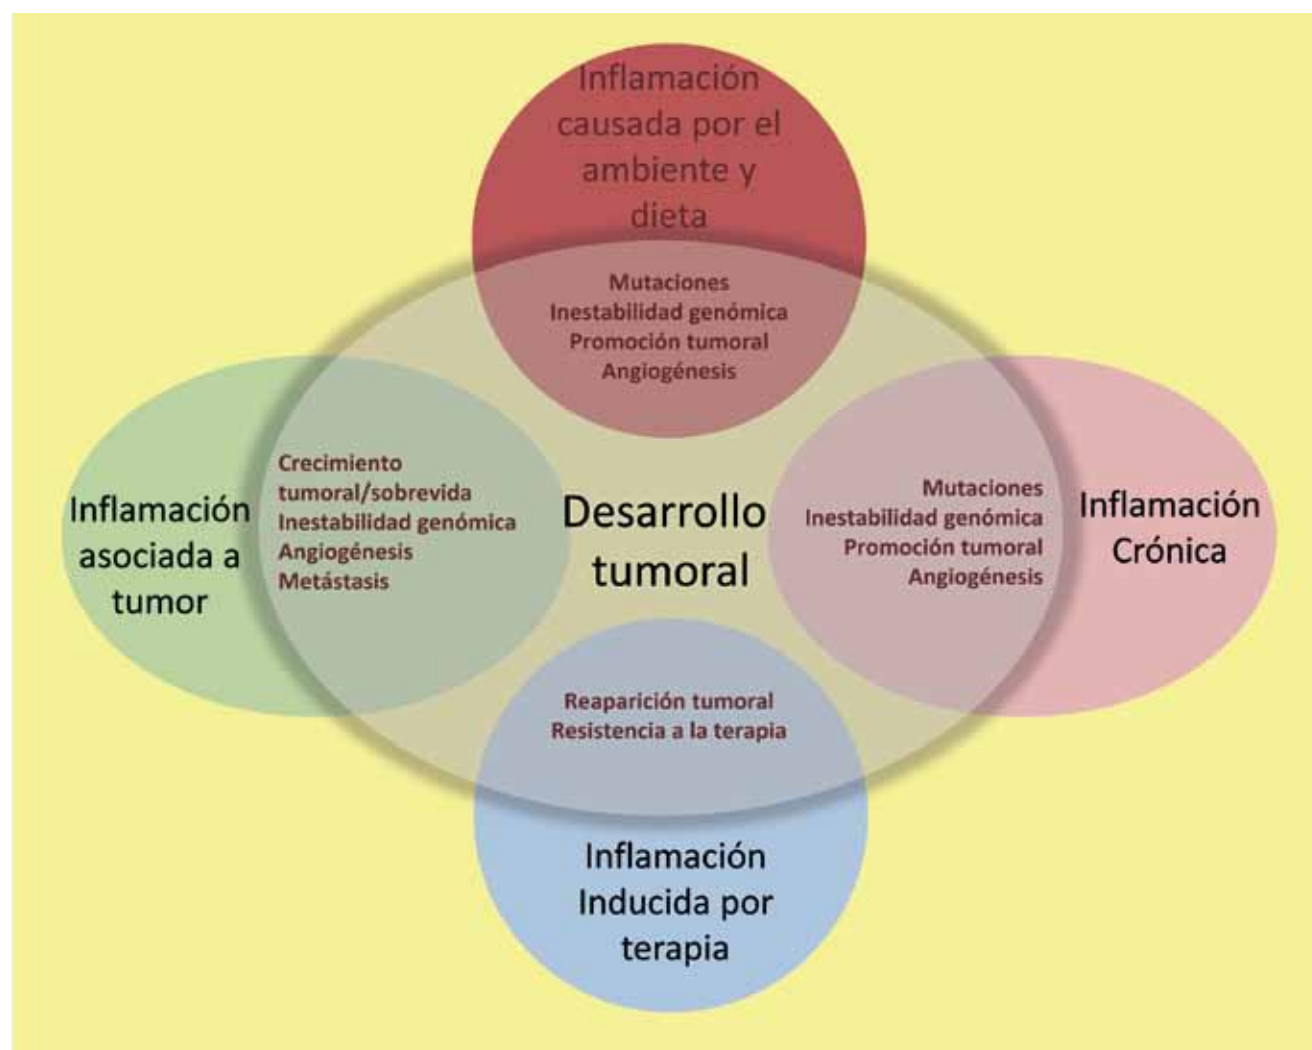 Inflamación
causada por el
ambiente y
dieta
Mutaciones
Inestabilidad genómica
Promoción tumoral
Angiogénesis
Inflamación
asociada a
tumor
Crecimiento
tumoral/sobrevida
Inestabilidad genómica
Angiogénesis
Metástasis
Desarrollo
tumoral
Mutaciones
Inestabilidad genómica
Promoción tumoral
Angiogénesis
Inflamación
Crónica
Reaparición tumoral
Resistencia a la terapia
Inflamación
Inducida por
terapia